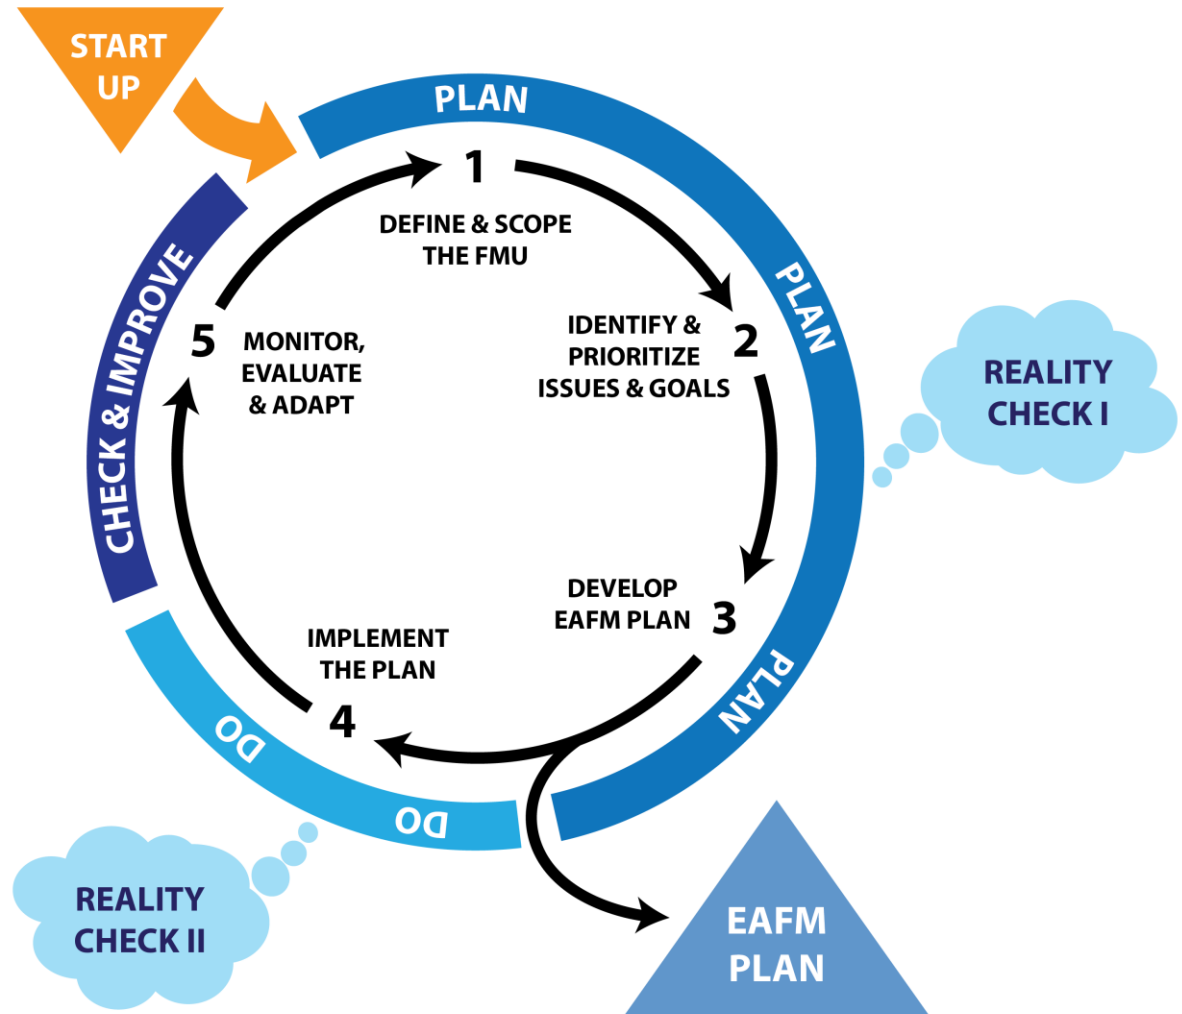 START
UP
PLAN
1
DEFINE & SCOPE
THE FMU
PLAN
IDENTIFY &
PRIORITIZE
ISSUES & GOALS
2
REALITY
CHECK I
DEVELOP
EAFM PLAN
3
PLAN
IMPLEMENT
THE PLAN
4
DO
DO
REALITY
CHECK II
EAFM
PLAN
5
MONITOR,
EVALUATE
& ADAPT
CHECK & IMPROVE